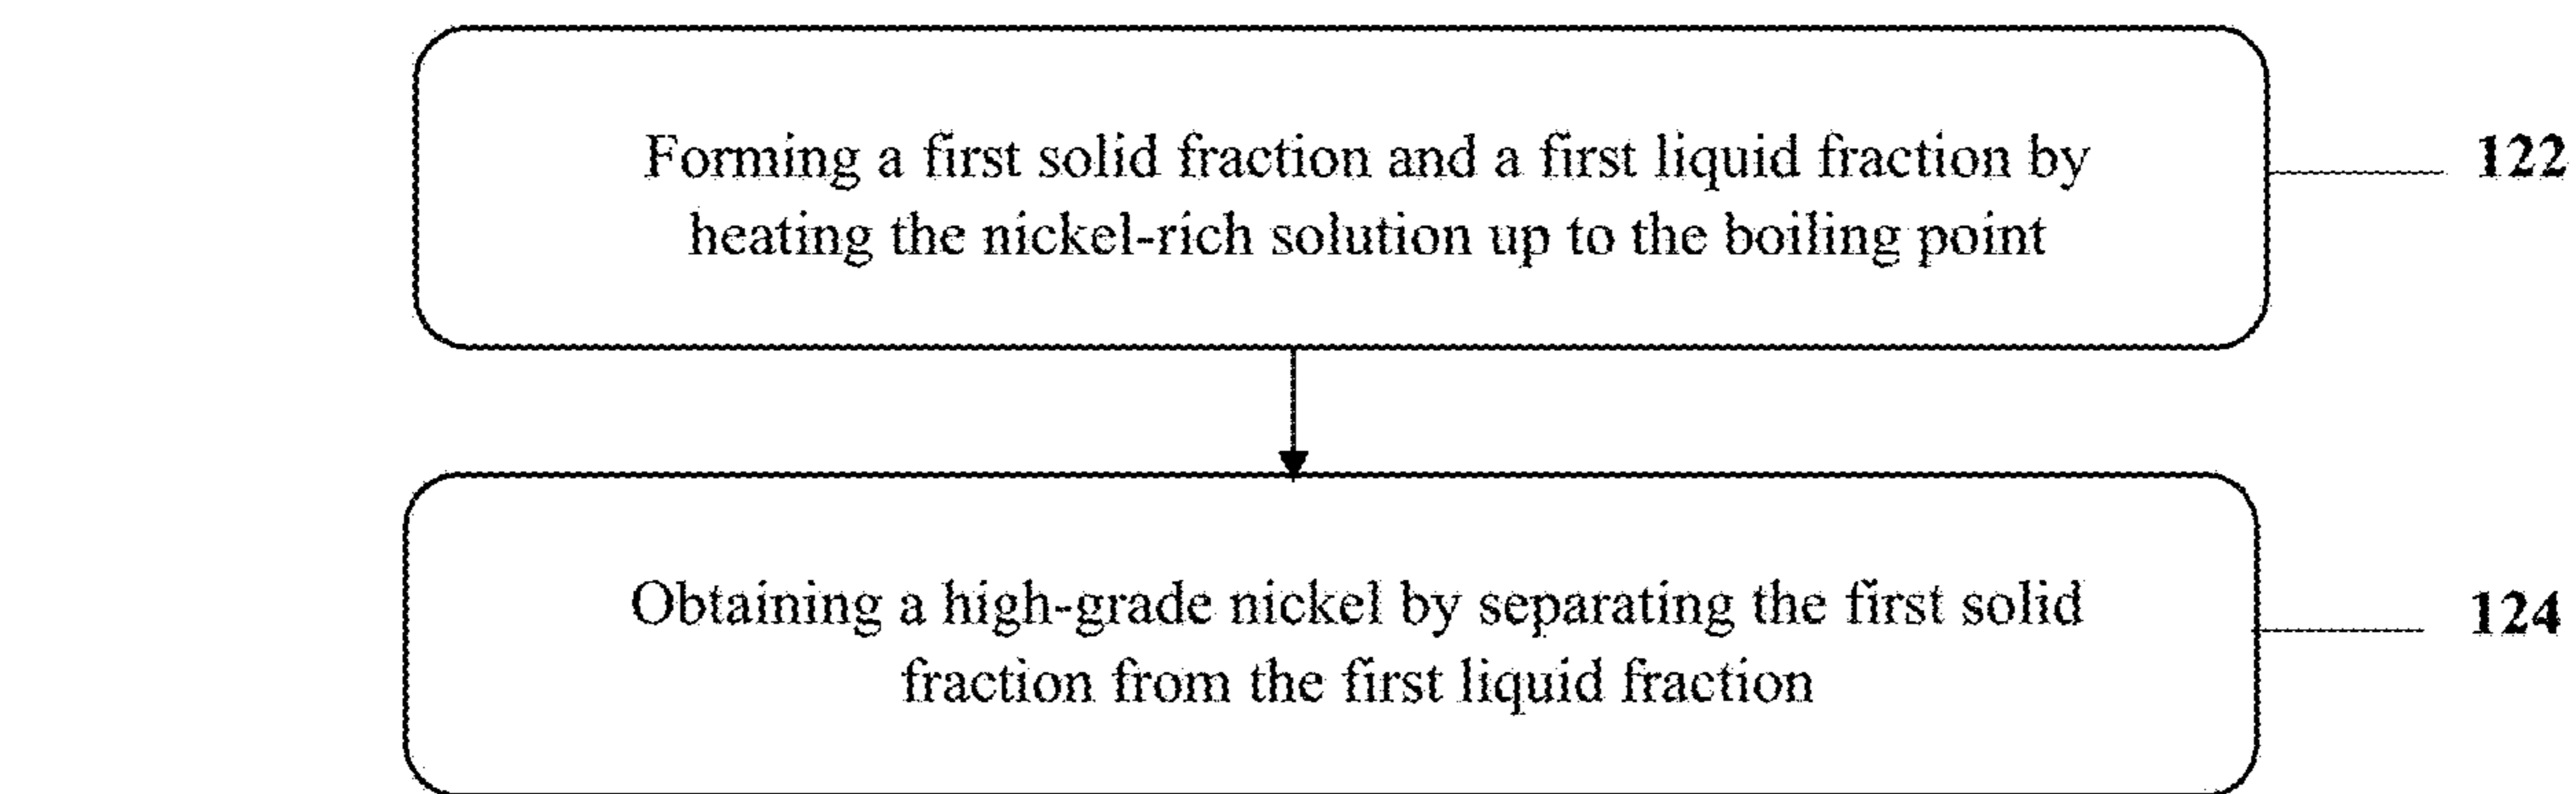 Forming a first solid fraction and a first liquid fraction by
heating the nickel-rich solution up to the boiling point
122
Obtaining a high-grade nickel by separating the first solid
fraction from the first liquid fraction
124